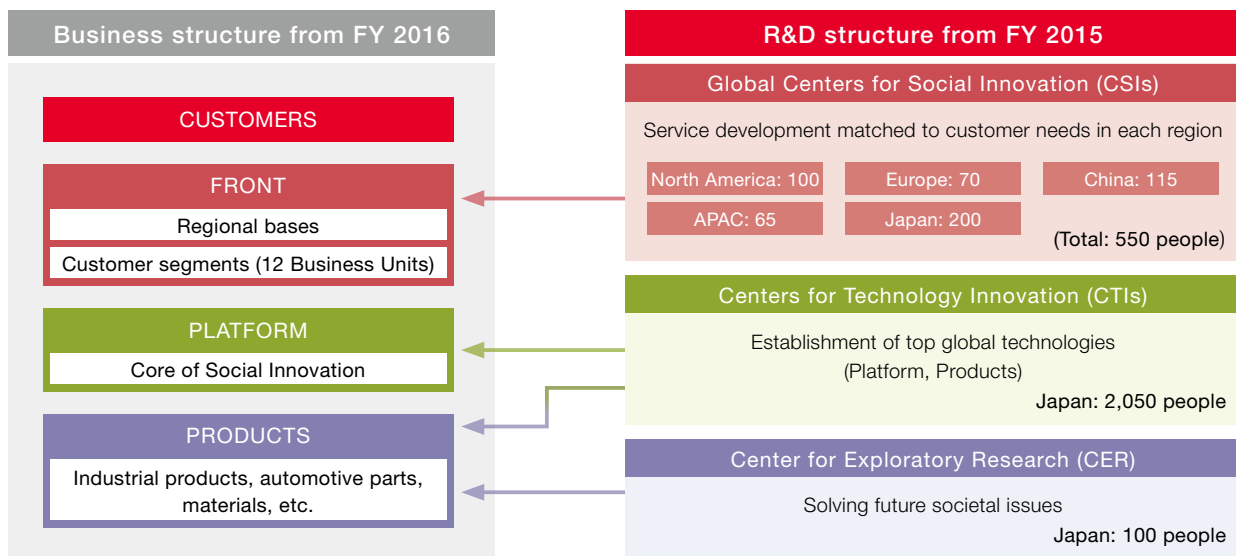 Business structure from FY 2016
CUSTOMERS
FRONT
Regional bases
Customer segments (12 Business Units)
PLATFORM
Core of Social Innovation
PRODUCTS
Industrial products, automotive parts,
materials, etc.
R&D structure from FY 2015
Global Centers for Social Innovation (CSIs)
Service development matched to customer needs in each region
North America: 100
Europe: 70
China: 115
APAC: 65
Japan: 200
(Total: 550 people)
Centers for Technology Innovation (CTIs)
Establishment of top global technologies
(Platform, Products)
Japan: 2,050 people
Center for Exploratory Research (CER)
Solving future societal issues
Japan: 100 people